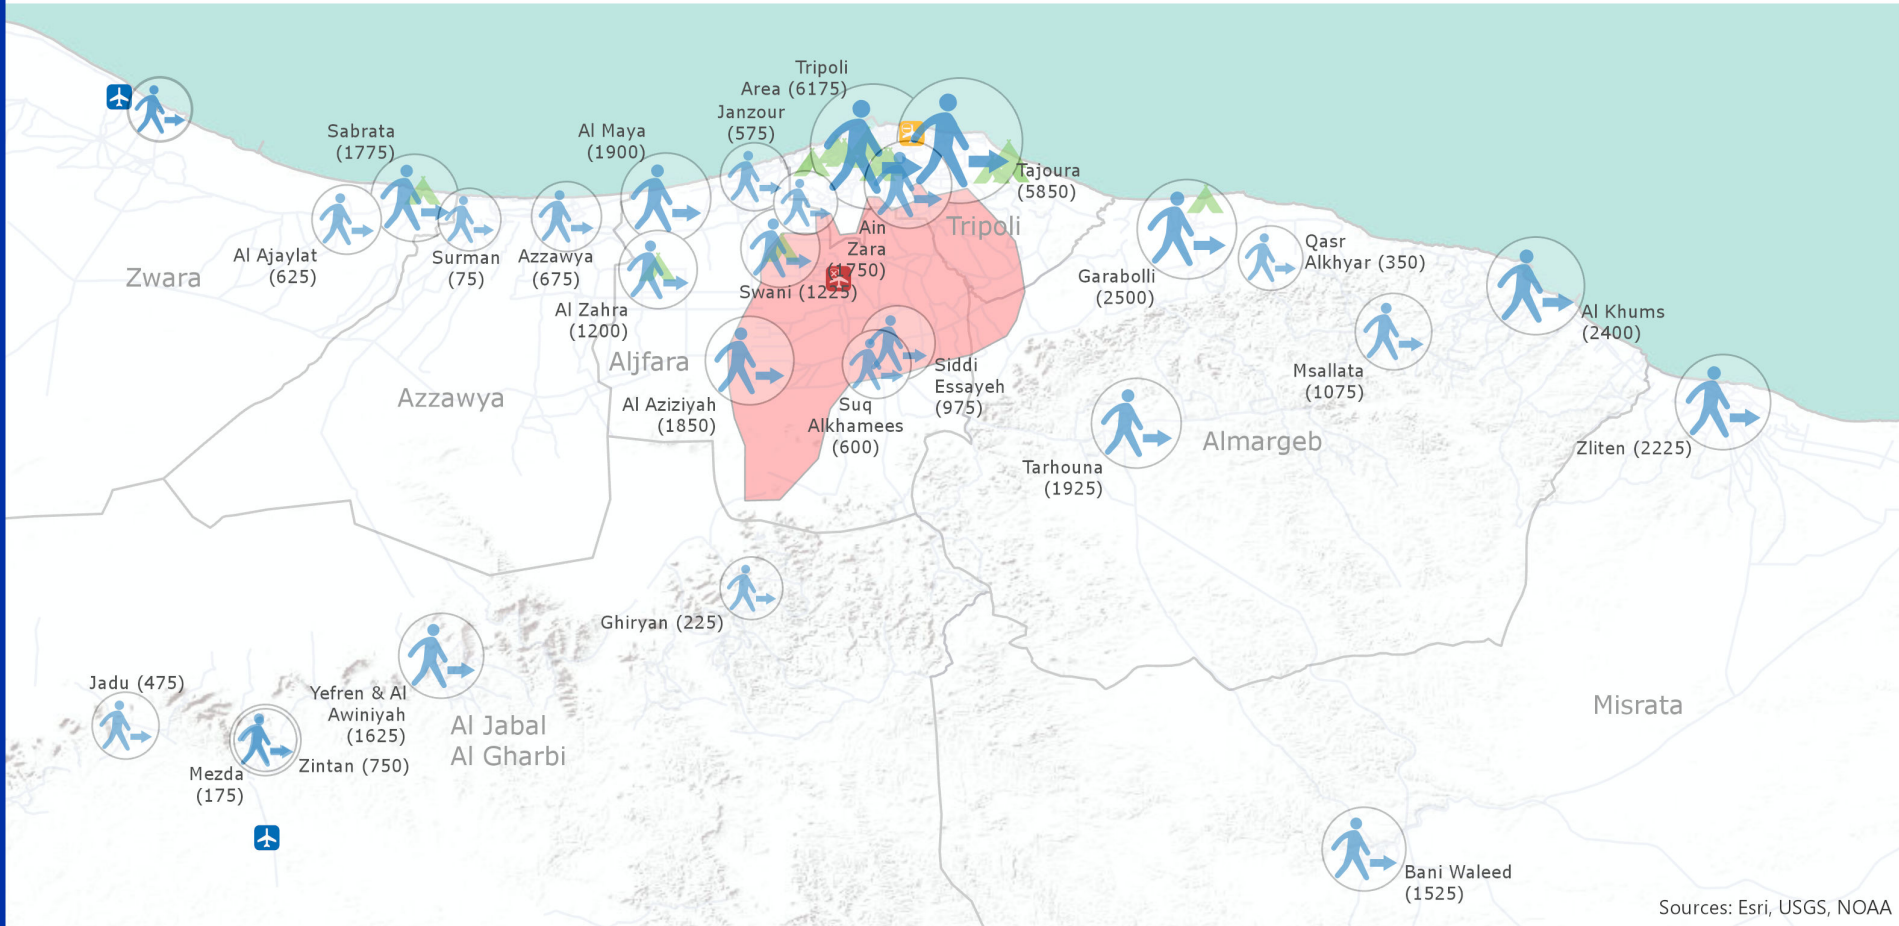 Tripoli
Area (6175)
Janzour
(575)
Sabrata
(1775)
Al Maya
(1900)
Tajoura
(5850)
Tripoli
Ain
Zara
(1750)
Al Ajaylat
(625)
Surman
(75)
Azzawya
(675)
Zwara
Qasr
Alkhyar (350)
Garabolli
(2500)
Swani (1225)
Al Zahra
(1200)
Al Khums
(2400)
Aljfara
Msallata
(1075)
Siddi
Essayeh
(975)
Azzawya
Al Aziziyah
(1850)
Suq
Alkhamees
(600)
Almargeb
Zliten (2225)
Tarhouna
(1925)
Ghiryan (225)
Jadu (475)
Yefren & Al
Awiniyah
(1625)
Al Jabal
Al Gharbi
Misrata
Zintan (750)
Mezda
(175)
Bani Waleed
(1525)
Sources: Esri, USGS, NOAA